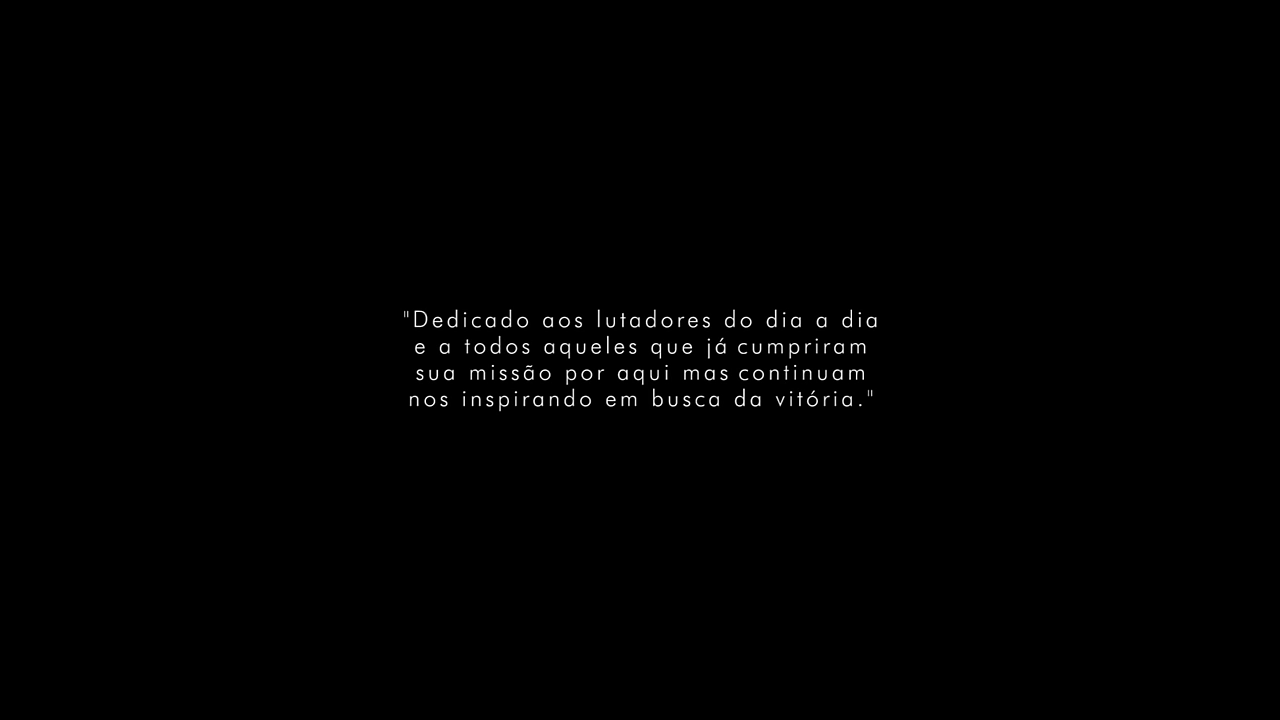 "Dedicado aos lutadores do dia a dia
e a todos aqueles que já cumpriram
sua missão por aqui mas continuam
nos inspirando em busca da vitória."